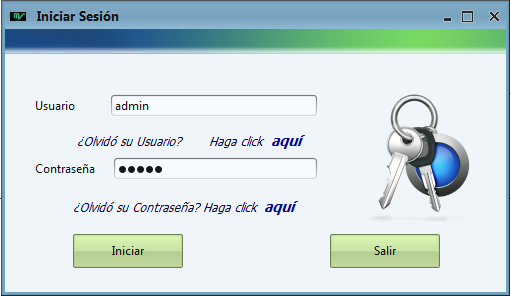 Iniciar Sesión
Usuario admin
¿Olvidó su Usuario? Haga click aquí
Contraseña ●●●●●
¿Olvidó su Contraseña? Haga click aquí
Iniciar Salir